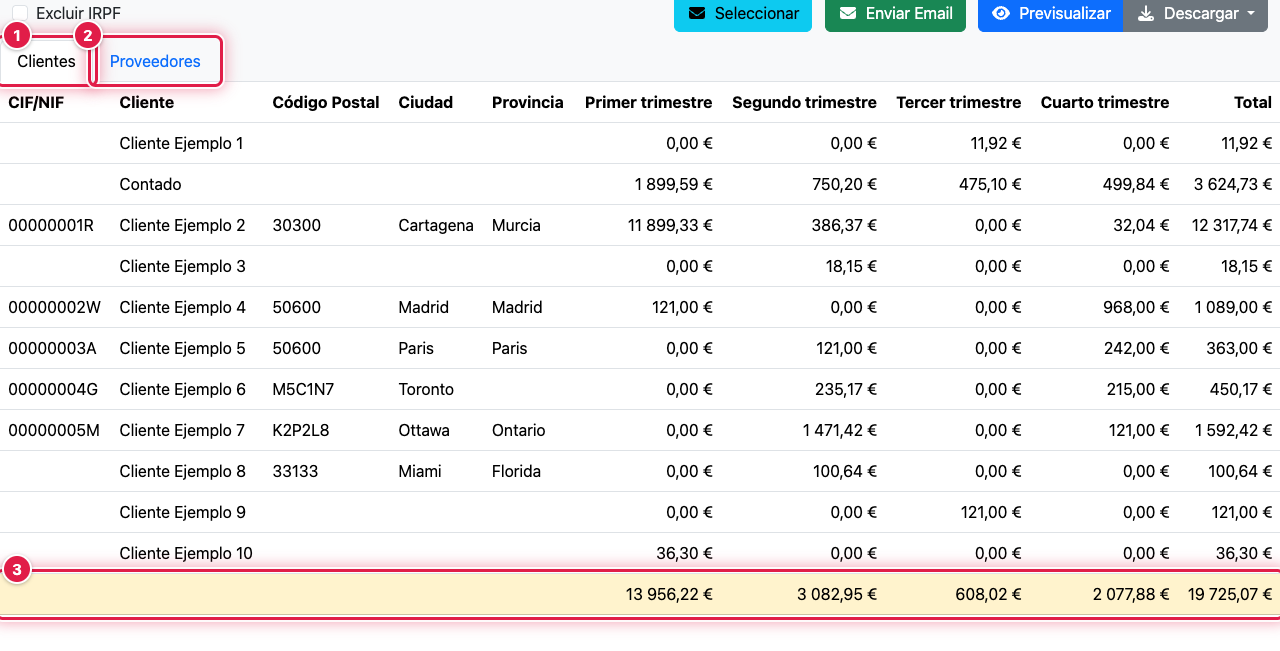 Excluir IRPF Seleccionar Enviar Email Previsualizar Descargar
1 2
Clientes Proveedores
CIF/NIF Cliente Código Postal Ciudad Provincia Primer trimestre Segundo trimestre Tercer trimestre Cuarto trimestre Total
Cliente Ejemplo 1 0,00 € 0,00 € 11,92 € 0,00 € 11,92 €
Contado 1 899,59 € 750,20 € 475,10 € 499,84 € 3 624,73 €
00000001R Cliente Ejemplo 2 30300 Cartagena Murcia 11 899,33 € 386,37 € 0,00 € 32,04 € 12 317,74 €
Cliente Ejemplo 3 0,00 € 18,15 € 0,00 € 0,00 € 18,15 €
00000002W Cliente Ejemplo 4 50600 Madrid Madrid 121,00 € 0,00 € 0,00 € 968,00 € 1 089,00 €
00000003A Cliente Ejemplo 5 50600 Paris Paris 0,00 € 121,00 € 0,00 € 242,00 € 363,00 €
00000004G Cliente Ejemplo 6 M5C1N7 Toronto 0,00 € 235,17 € 0,00 € 215,00 € 450,17 €
00000005M Cliente Ejemplo 7 K2P2L8 Ottawa Ontario 0,00 € 1 471,42 € 0,00 € 121,00 € 1 592,42 €
Cliente Ejemplo 8 33133 Miami Florida 0,00 € 100,64 € 0,00 € 0,00 € 100,64 €
Cliente Ejemplo 9 0,00 € 0,00 € 121,00 € 0,00 € 121,00 €
Cliente Ejemplo 10 36,30 € 0,00 € 0,00 € 0,00 € 36,30 €
3
13 956,22 € 3 082,95 € 608,02 € 2 077,88 € 19 725,07 €